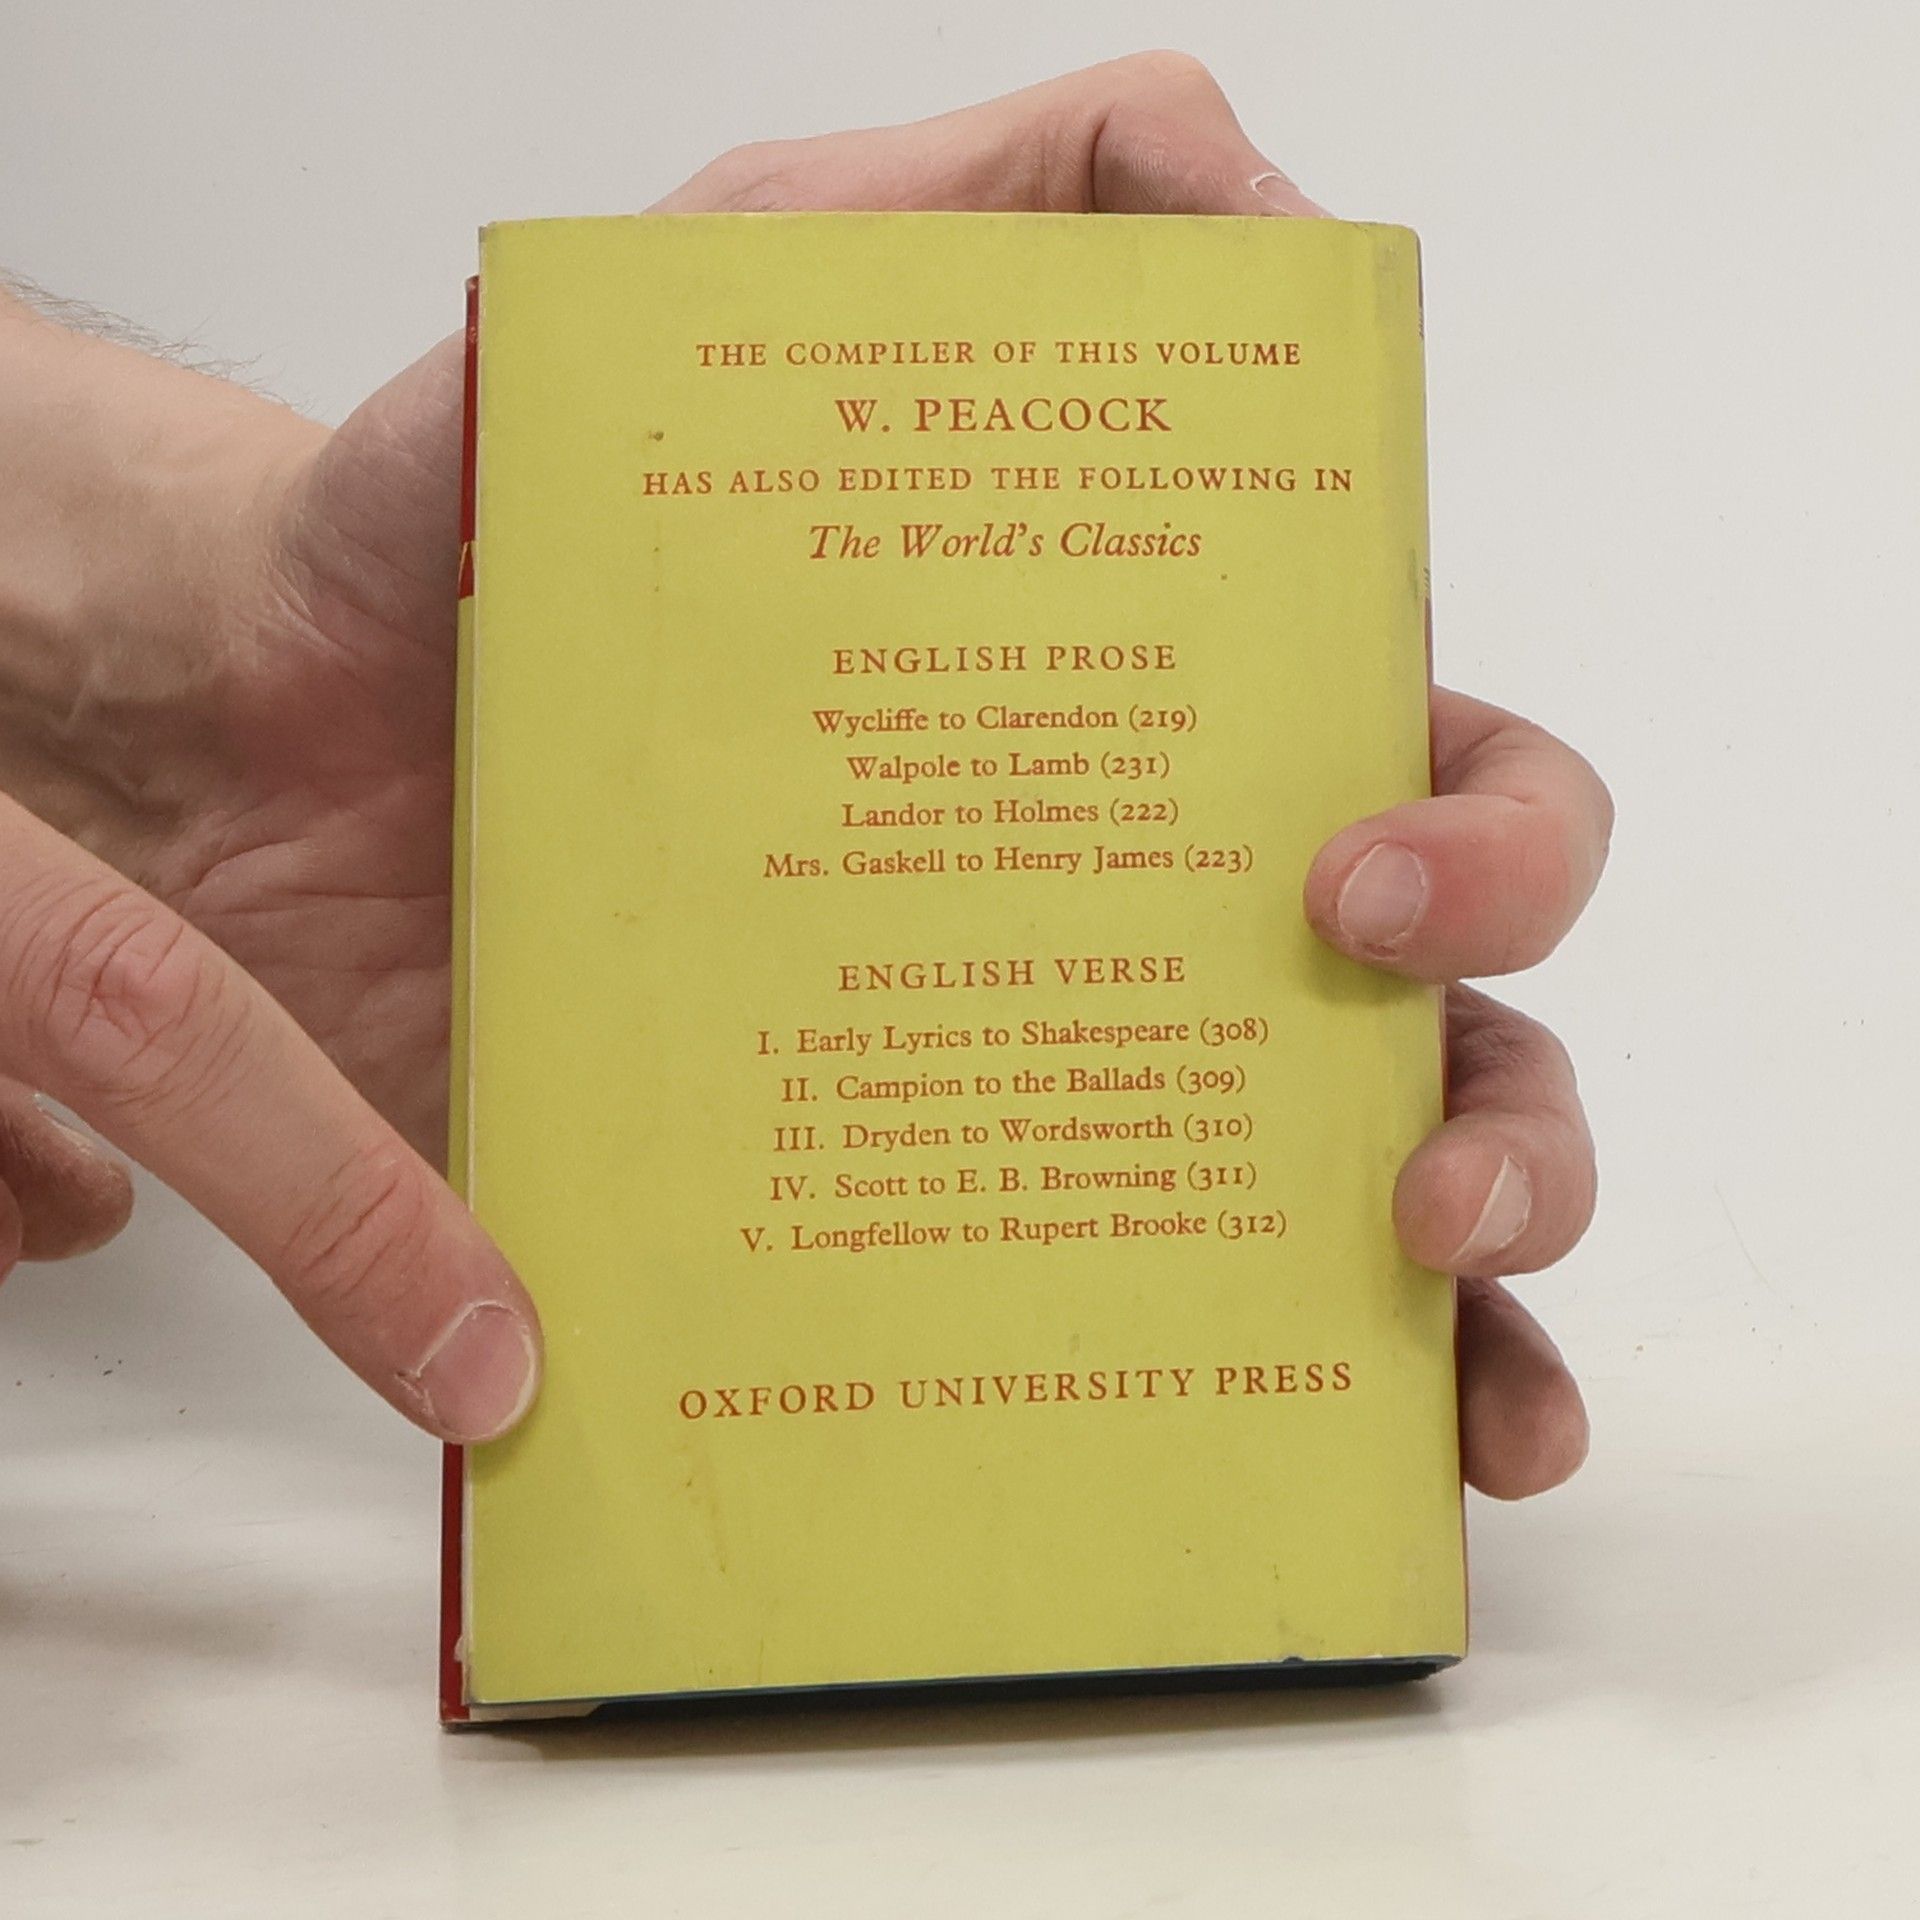 THE COMPILER OF THIS VOLUME
W. PEACOCK
HAS ALSO EDITED THE FOLLOWING IN
The World's Classics
ENGLISH PROSE
Wycliffe to Clarendon (219)
Walpole to Lamb (231)
Landor to Holmes (222)
Mrs. Gaskell to Henry James (223)
ENGLISH VERSE
I. Early Lyrics to Shakespeare (308)
II. Campion to the Ballads (309)
III. Dryden to Wordsworth (310)
IV. Scott to E. B. Browning (311)
V. Longfellow to Rupert Brooke (312)
OXFORD UNIVERSITY PRESS